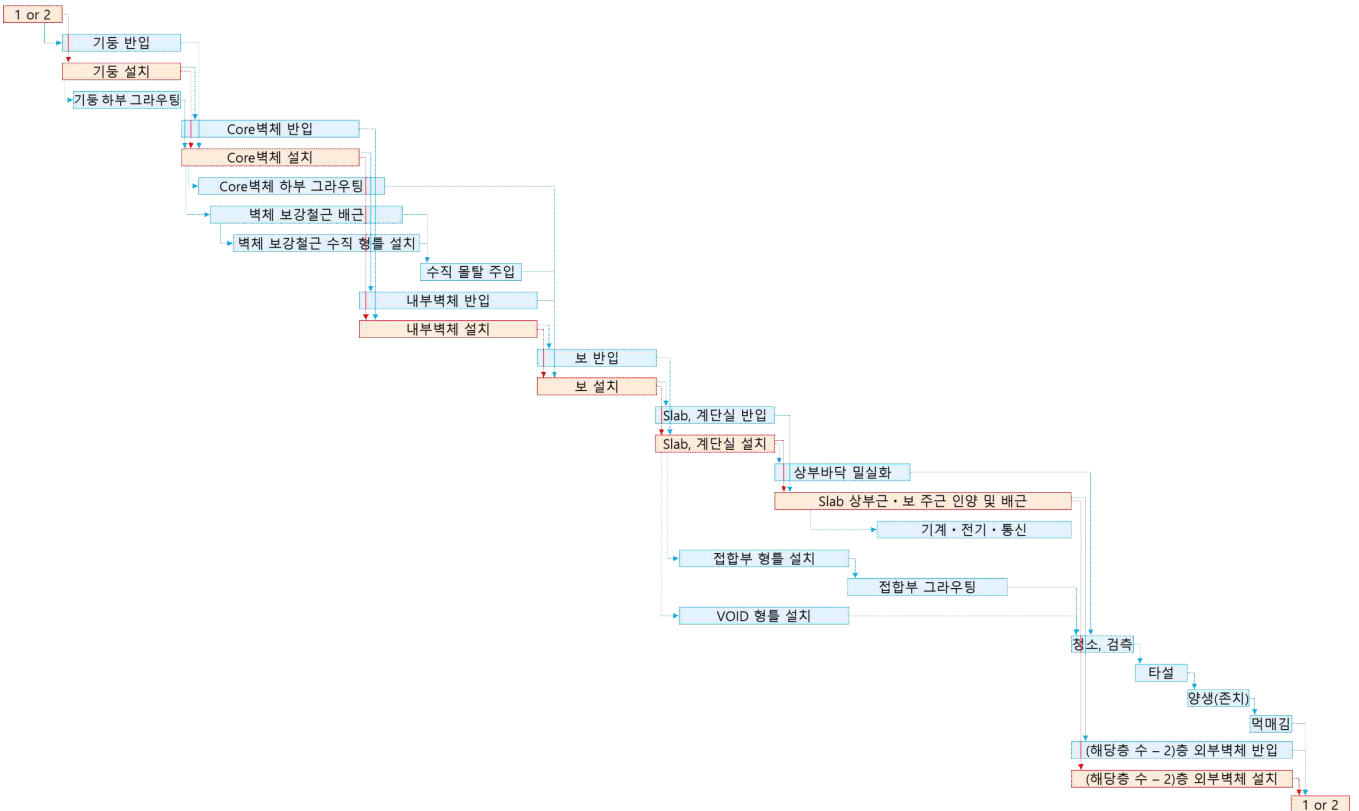 1 or 2
기둥 반입
기둥 설치
기둥 하부 그라우팅
Core벽체 반입
Core벽체 설치
Core벽체 하부 그라우팅
벽체 보강철근 배근
벽체 보강철근 수직 형틀 설치
수직 몰탈 주입
내부벽체 반입
내부벽체 설치
보 반입
보 설치
Slab, 계단실 반입
Slab, 계단실 설치
상부바닥 밀실화
Slab 상부근・보 주근 인양 및 배근
기계・전기・통신
접합부 형틀 설치
접합부 그라우팅
VOID 형틀 설치
청소, 검측
타설
양생(존치)
먹매김
(해당층 수 – 2)층 외부벽체 반입
(해당층 수 – 2)층 외부벽체 설치
1 or 2